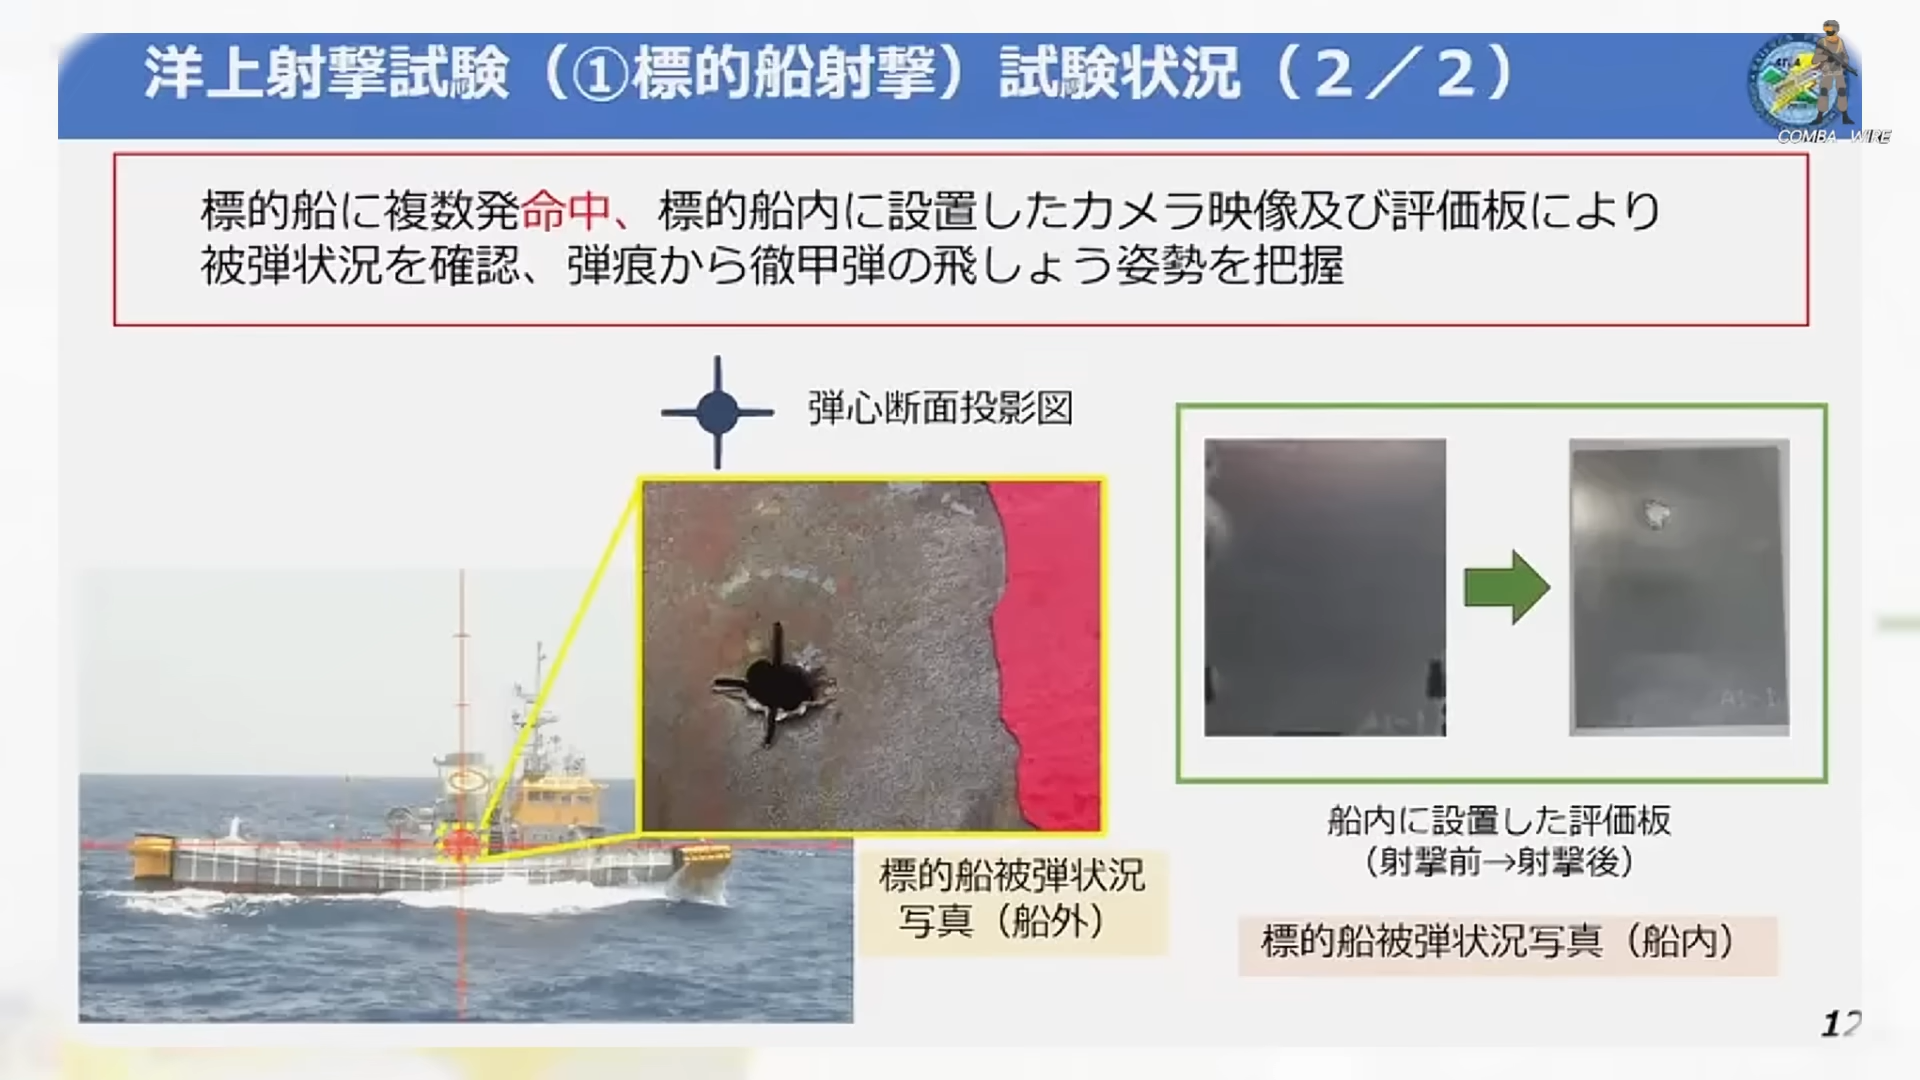 洋上射撃試験（①標的船射撃）試験状況（２／２）
COMBA WIRE
標的船に複数発命中、標的船内に設置したカメラ映像及び評価板により
被弾状況を確認、弾痕から徹甲弾の飛しょう姿勢を把握
弾心断面投影図
A1-1
A1-1
船内に設置した評価板
（射撃前→射撃後）
標的船被弾状況
写真（船外）
標的船被弾状況写真（船内）
12